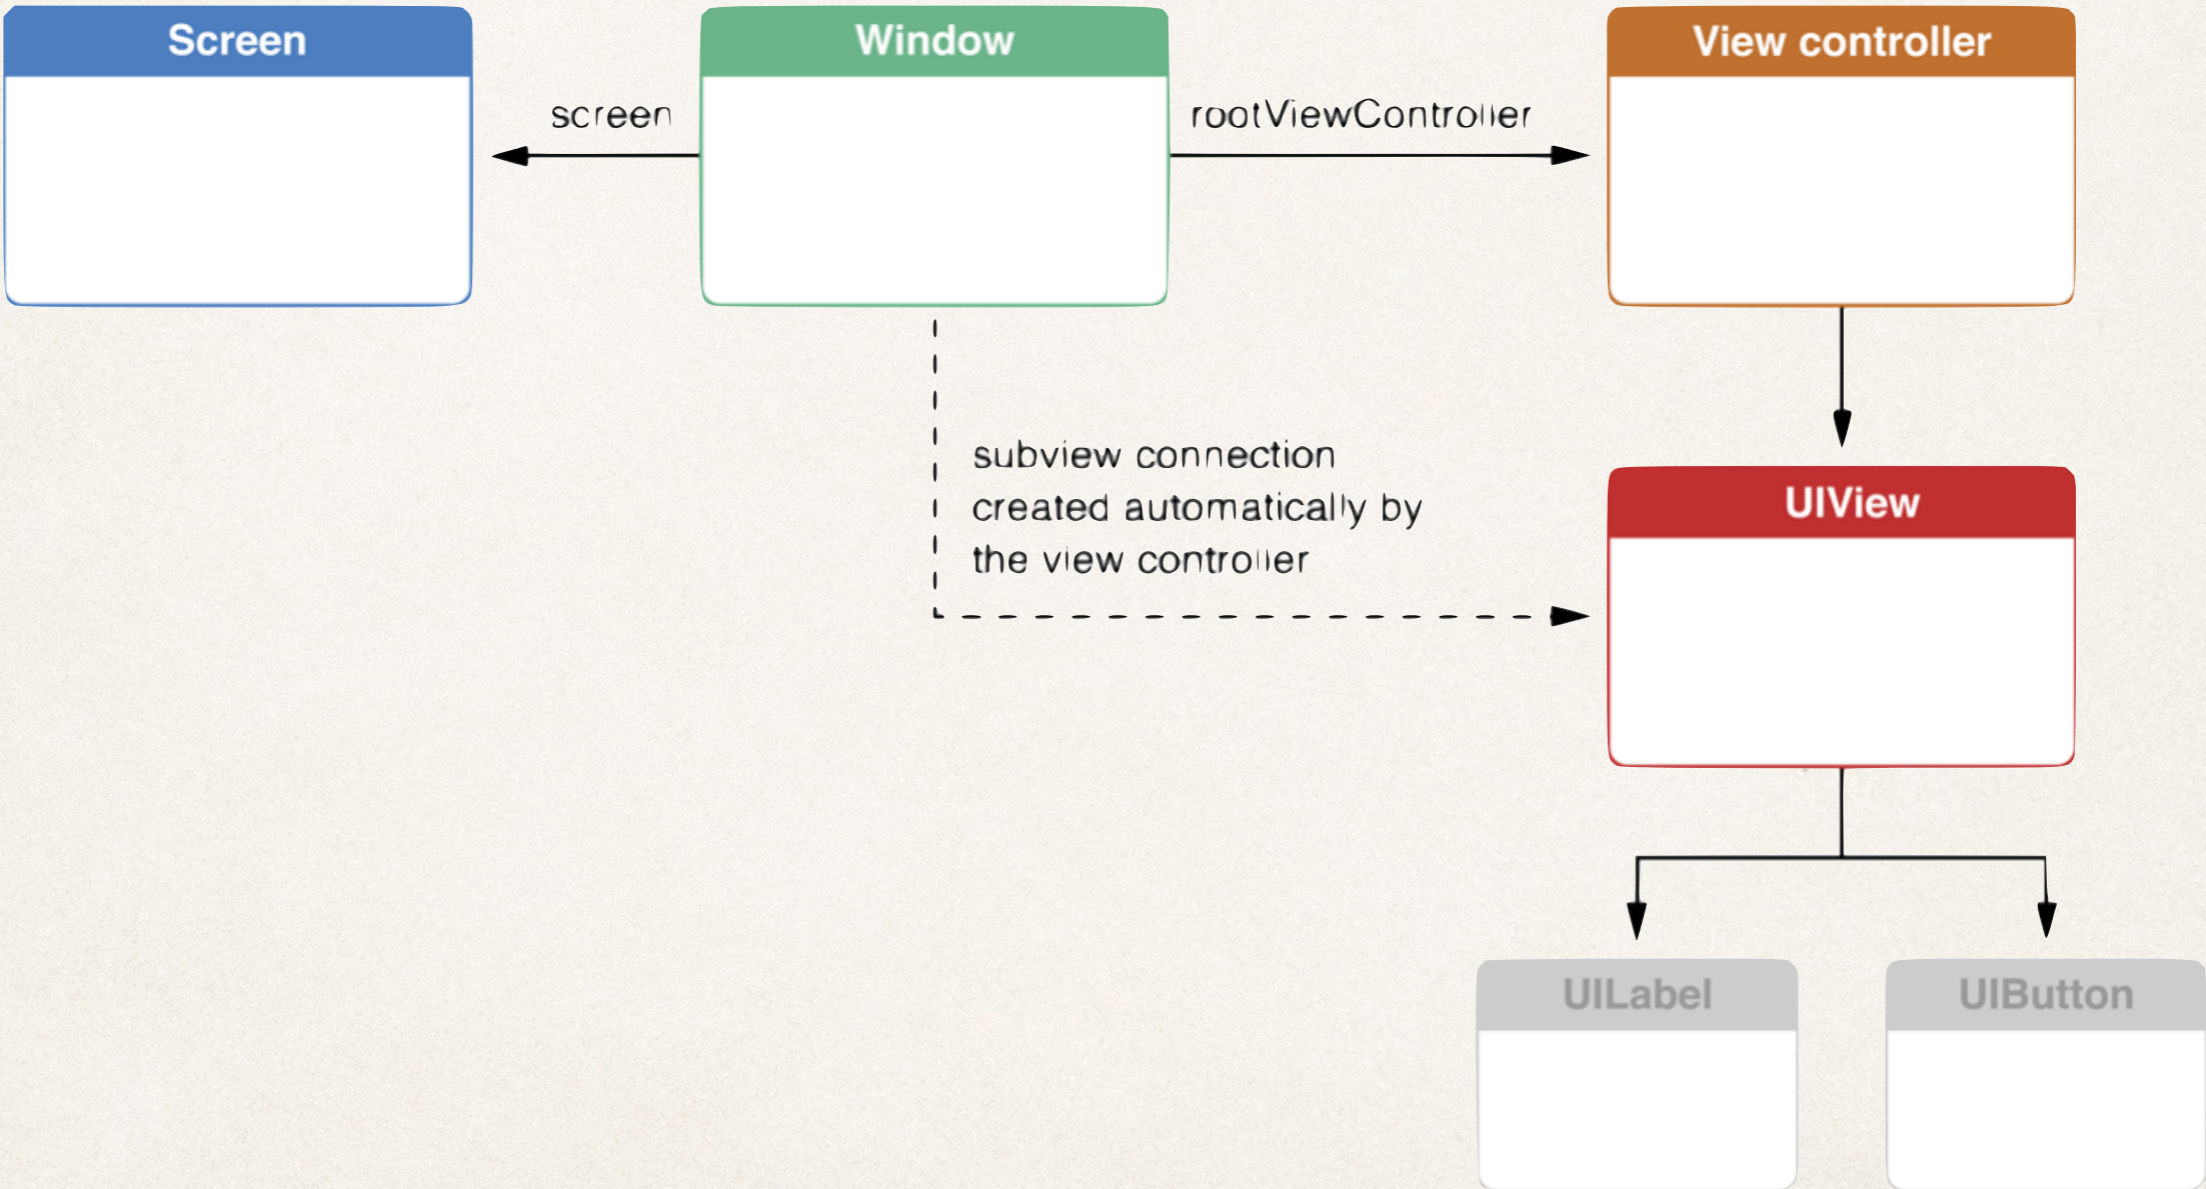 Screen
Window
View controller
screen
rootViewController
subview connection
created automatically by
the view controller
UIView
UILabel
UIButton